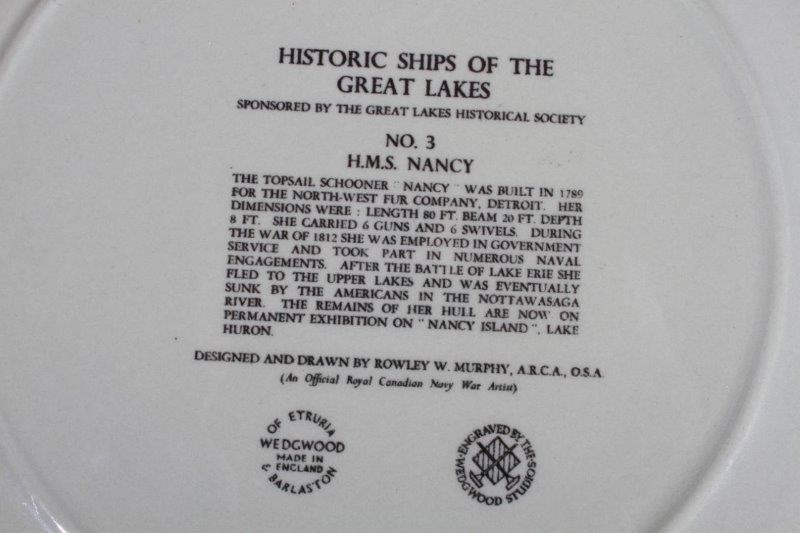 HISTORIC SHIPS OF THE
GREAT LAKES
SPONSORED BY THE GREAT LAKES HISTORICAL SOCIETY
NO. 3
H.M.S. NANCY
THE TOPSAIL SCHOONER "NANCY" WAS BUILT IN 1789
FOR THE NORTH-WEST FUR COMPANY, DETROIT. HER
DIMENSIONS WERE : LENGTH 80 FT. BEAM 20 FT. DEPTH
8 FT. SHE CARRIED 6 GUNS AND 6 SWIVELS. DURING
THE WAR OF 1812 SHE WAS EMPLOYED IN GOVERNMENT
SERVICE AND TOOK PART IN NUMEROUS NAVAL
ENGAGEMENTS. AFTER THE BATTLE OF LAKE ERIE SHE
FLED TO THE UPPER LAKES AND WAS EVENTUALLY
SUNK BY THE AMERICANS IN THE NOTTAWASAGA
RIVER. THE REMAINS OF HER HULL ARE NOW ON
PERMANENT EXHIBITION ON "NANCY ISLAND", LAKE
HURON.
DESIGNED AND DRAWN BY ROWLEY W. MURPHY, A.R.C.A., O.S.A.
(An Official Royal Canadian Navy War Artist)
OF ETRURIA
WEDGWOOD
MADE IN
ENGLAND
& BARLASTON
ENGRAVED BY THE
WEDGWOOD STUDIO